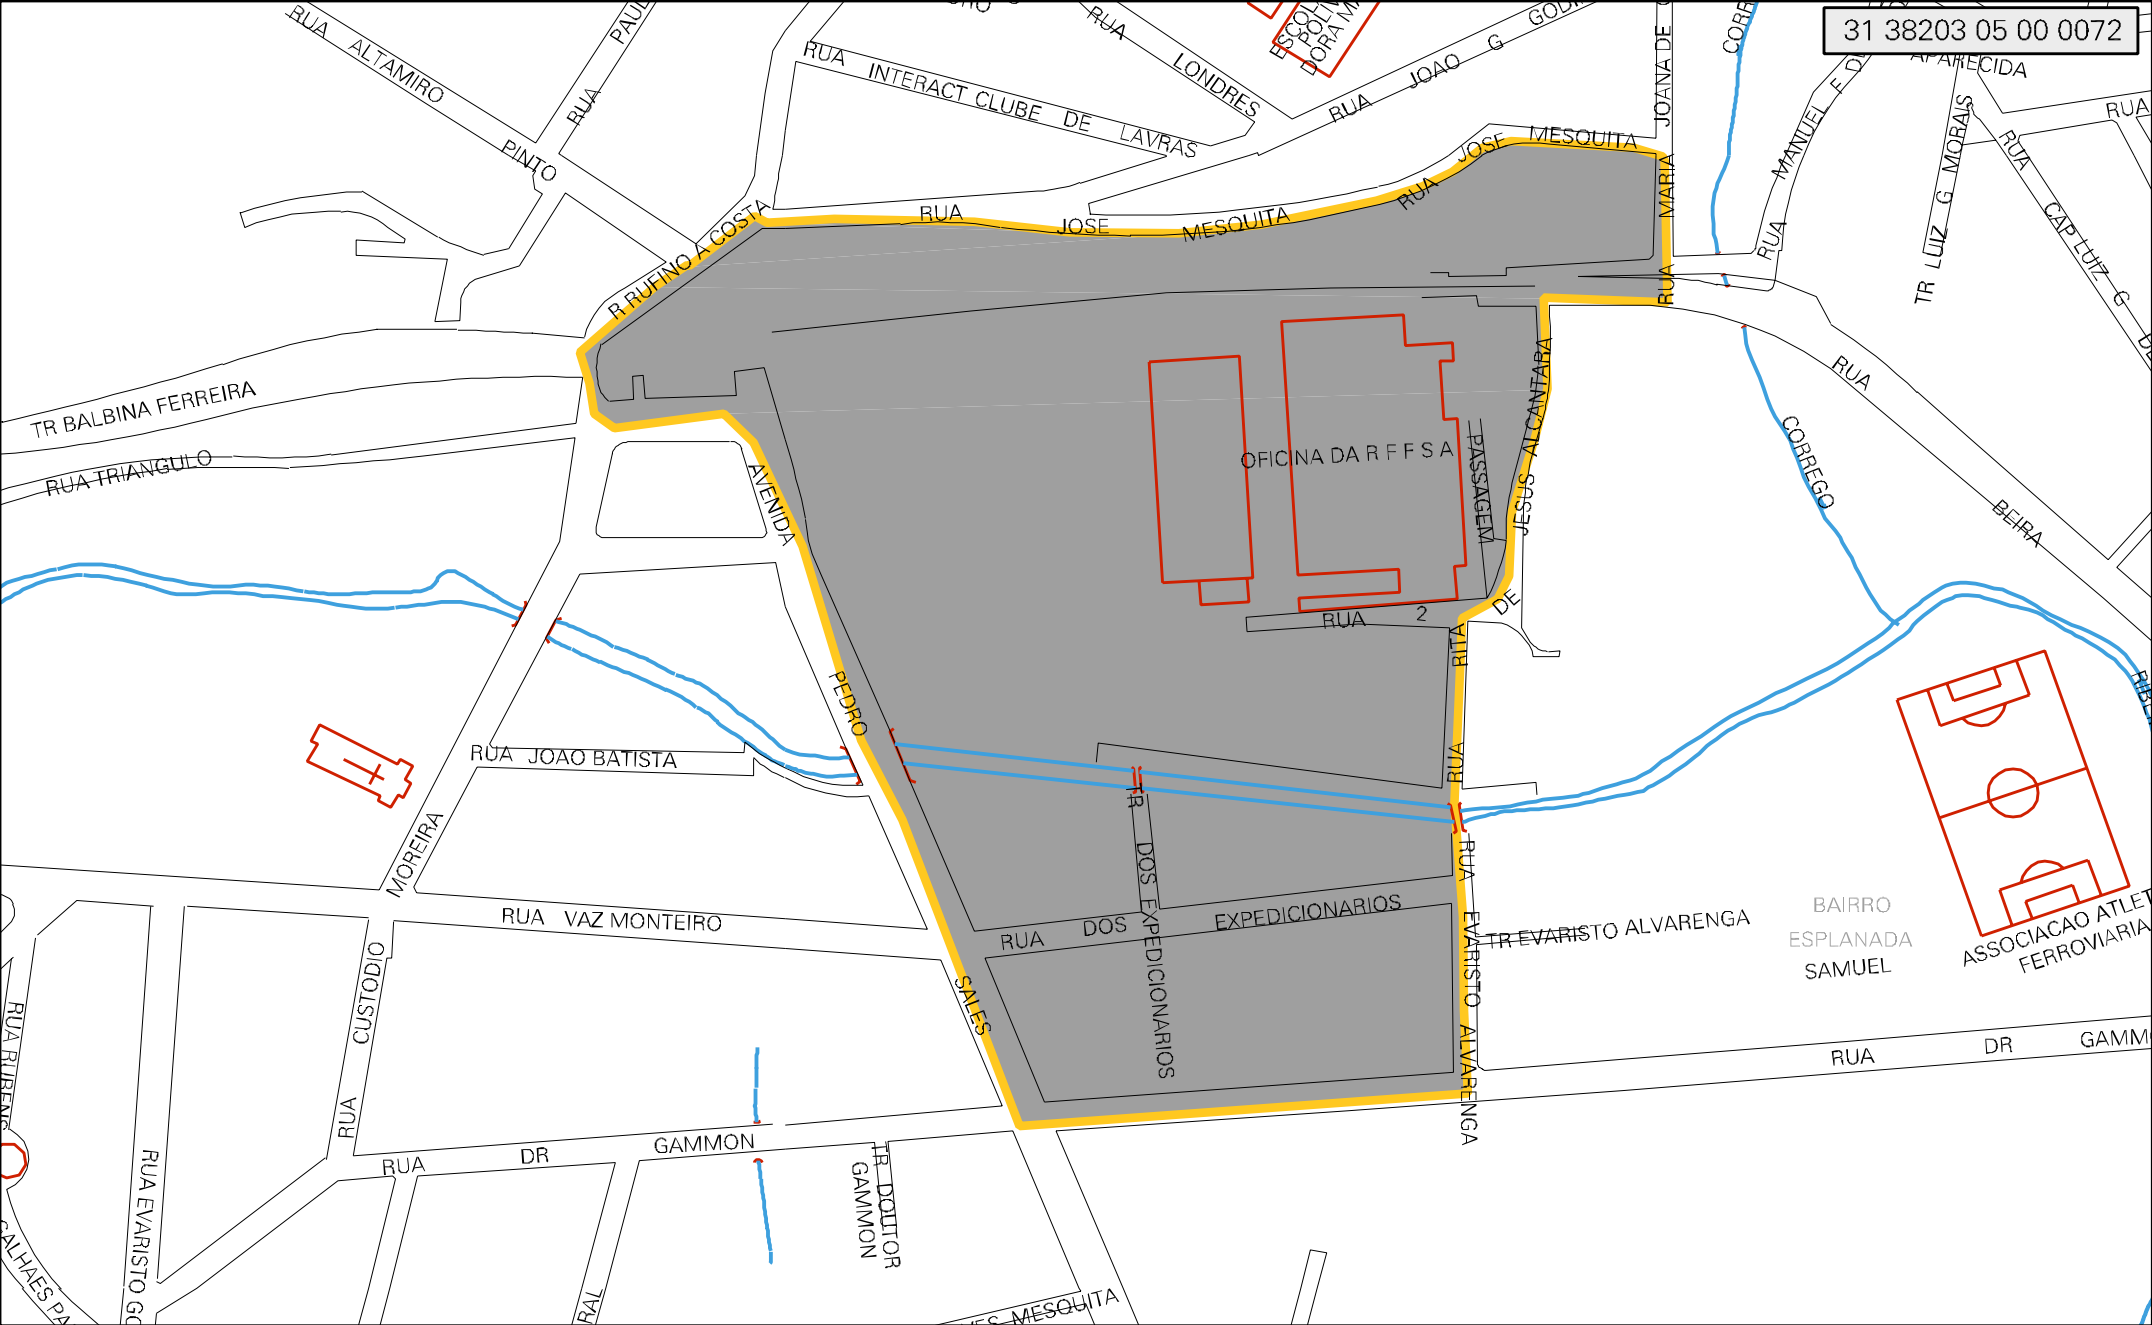 31 38203 05 00 0072
RUA ALTAMIRO PINTO
RUA
RUA INTERACT CLUBE DE LAVRAS
RUA LONDRES
RUA JOAO G
JOANA DE
MARIA
RUA
APARECIDA
RUA MANUEL F
TR LUIZ G MORAIS
RUA
RUA CAP LUIZ G
R RUFINO A COSTA
RUA JOSE MESQUITA
RUA JOSE MESQUITA
TR BALBINA FERREIRA
RUA TRIANGULO
RUA BEIRA
CORREGO
OFICINA DA R F F S A
PASSAGEM
JESUS ALCANTARA
DE
RITA
RUA
RUA 2
AVENIDA
PEDRO
SALES
RUA JOAO BATISTA
MOREIRA
CUSTODIO
RUA
RUA VAZ MONTEIRO
TR DOS EXPEDICIONARIOS
RUA DOS EXPEDICIONARIOS
RUA EVARISTO ALVARENGA
TR EVARISTO ALVARENGA
BAIRRO
ESPLANADA
SAMUEL
ASSOCIACAO
FERROVIARIA
RUA DR
RUA DR GAMMON
TR DOUTOR
GAMMON
RUA RUBENS
RUA EVARISTO
MESQUITA